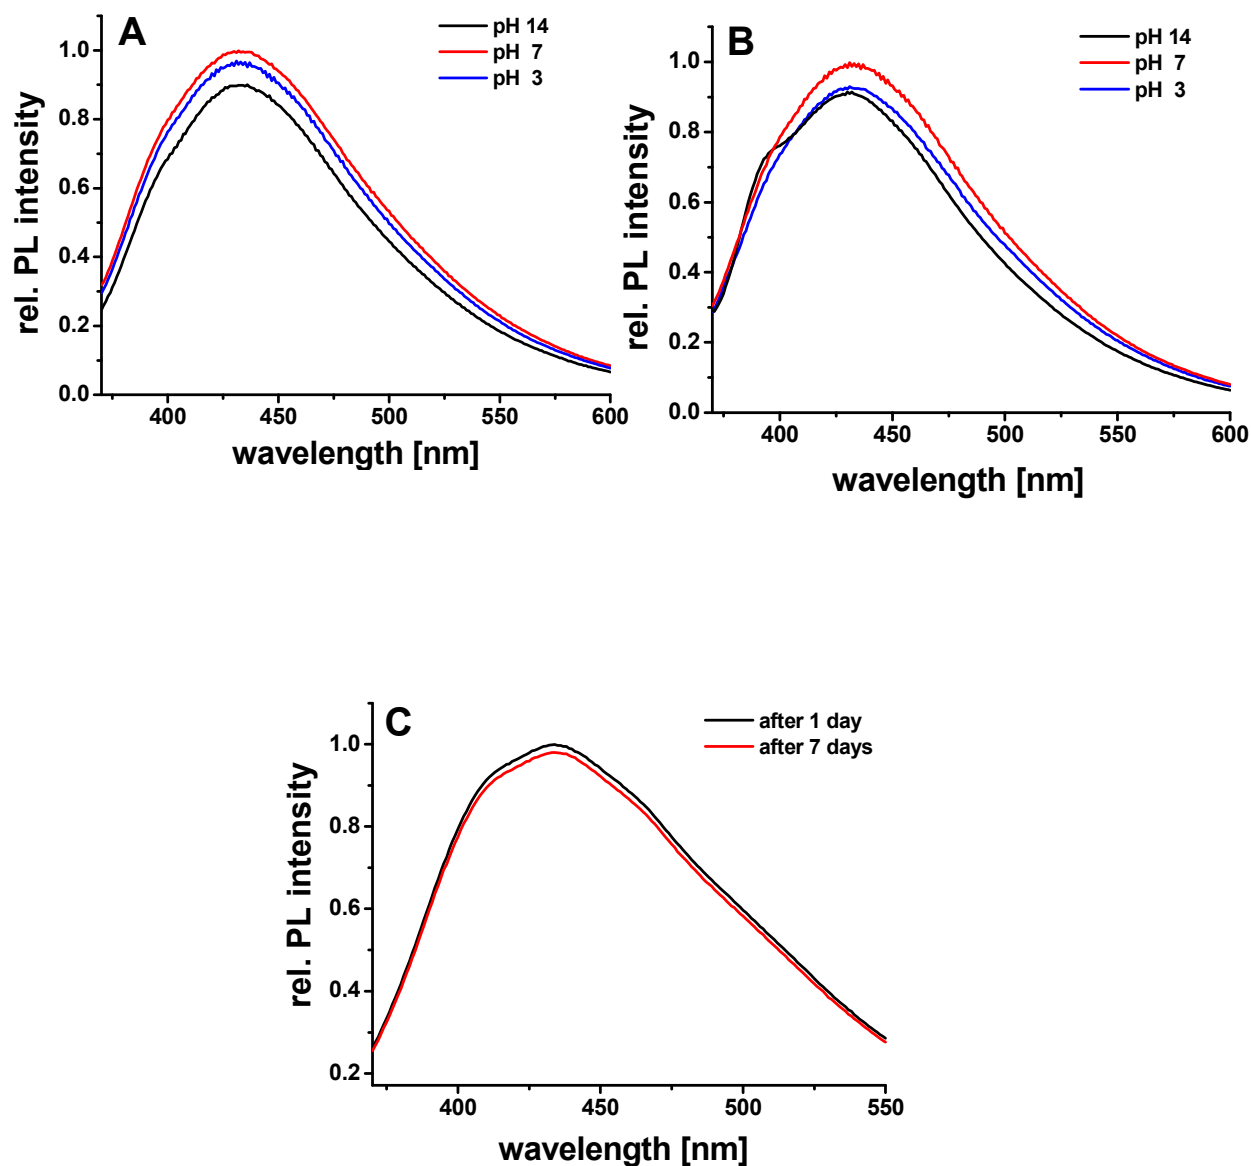 A
pH 14
pH 7
pH 3
1.0
0.8
0.6
0.4
0.2
0.0
rel. PL intensity
400
450
500
550
600
wavelength [nm]
B
pH 14
pH 7
pH 3
1.0
0.8
0.6
0.4
0.2
0.0
rel. PL intensity
400
450
500
550
600
wavelength [nm]
C
after 1 day
after 7 days
1.0
0.8
0.6
0.4
0.2
rel. PL intensity
400
450
500
550
wavelength [nm]